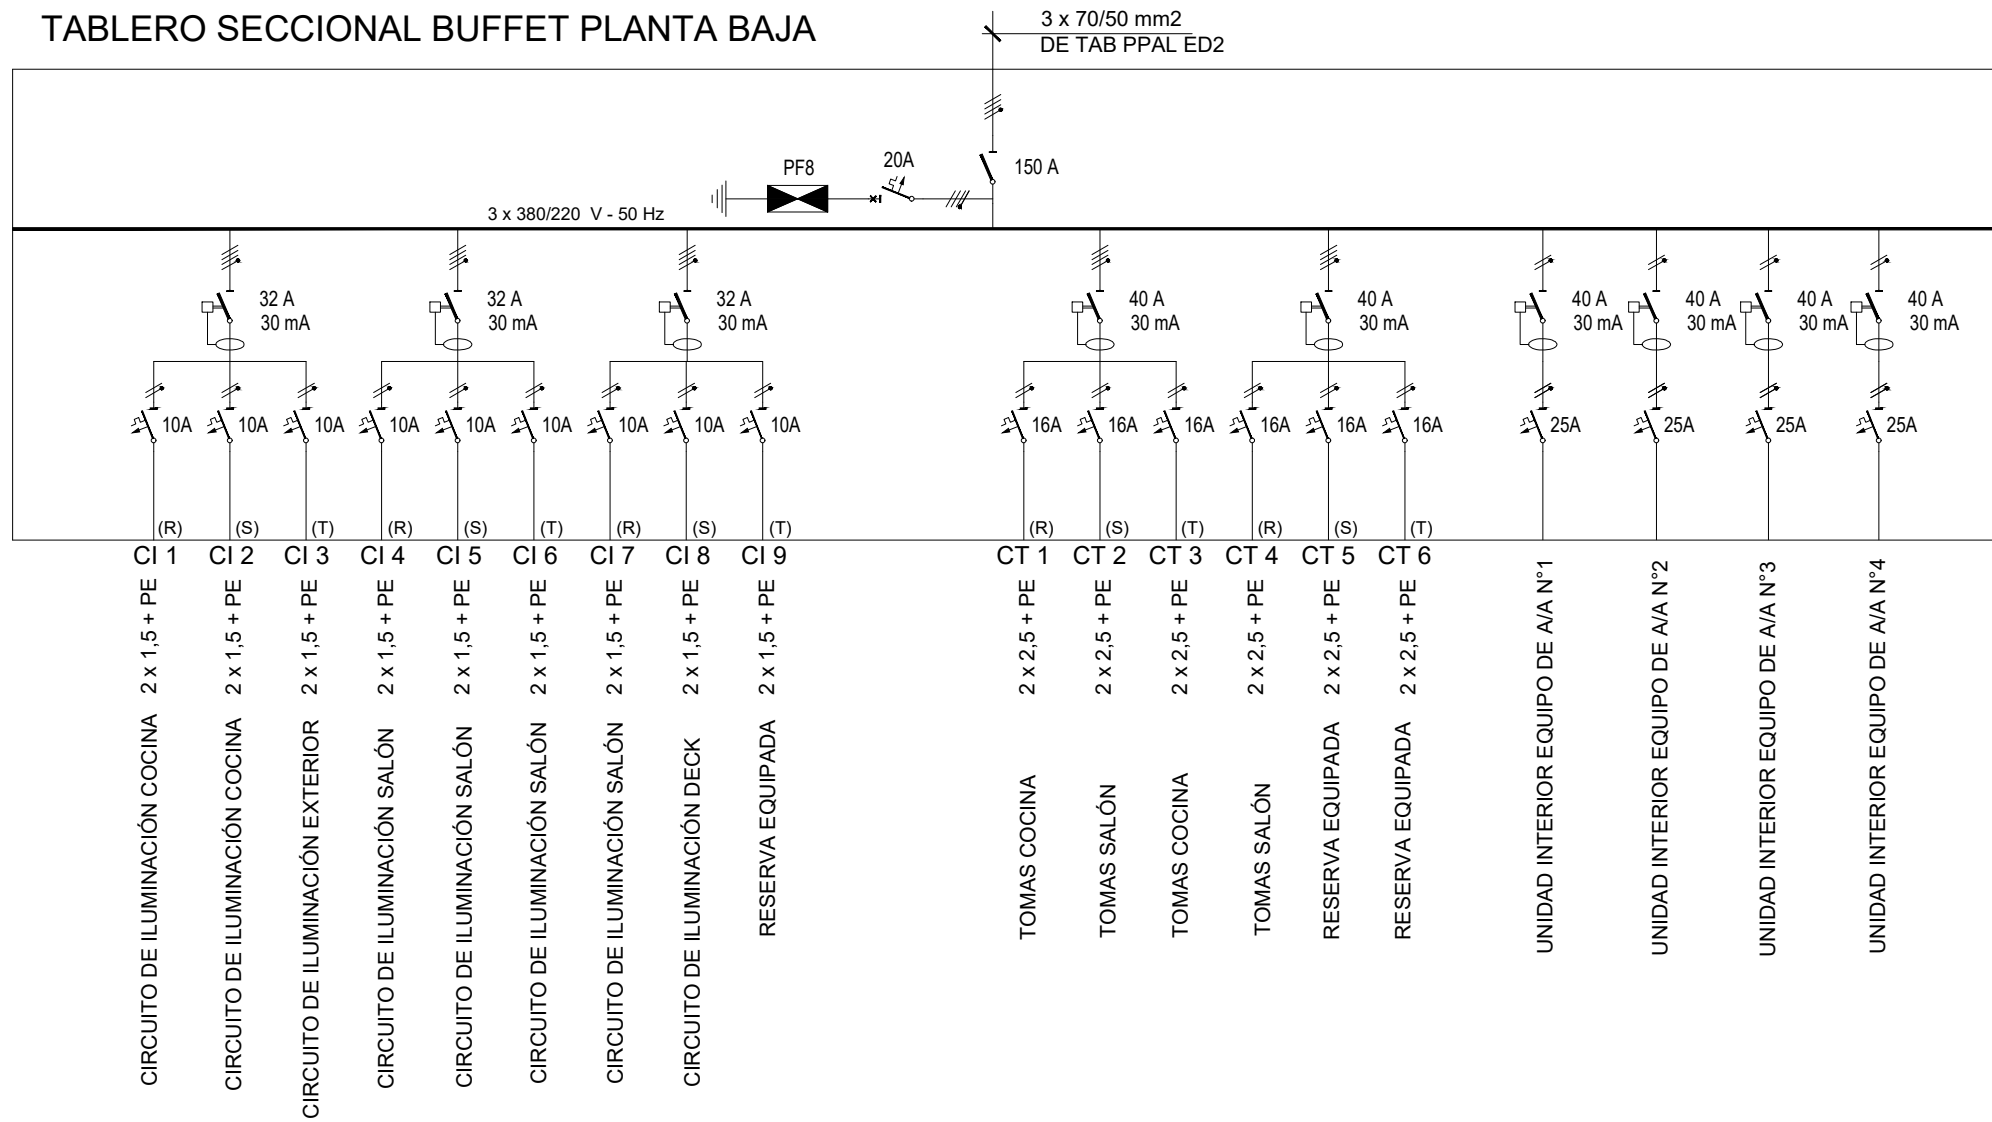 TABLERO SECCIONAL BUFFET PLANTA BAJA
3 x 70/50 mm2
DE TAB PPAL ED2
150 A
20A
PF8
3 x 380/220 V - 50 Hz
32 A
30 mA
32 A
30 mA
32 A
30 mA
40 A
30 mA
40 A
30 mA
40 A
30 mA
40 A
30 mA
40 A
30 mA
40 A
30 mA
10A
10A
10A
10A
10A
10A
10A
10A
10A
16A
16A
16A
16A
16A
16A
25A
25A
25A
25A
(R)
(S)
(T)
(R)
(S)
(T)
(R)
(S)
(T)
(R)
(S)
(T)
(R)
(S)
(T)
CI 1
CI 2
CI 3
CI 4
CI 5
CI 6
CI 7
CI 8
CI 9
CT 1
CT 2
CT 3
CT 4
CT 5
CT 6
CIRCUITO DE ILUMINACIÓN COCINA 2 x 1,5 + PE
CIRCUITO DE ILUMINACIÓN COCINA 2 x 1,5 + PE
CIRCUITO DE ILUMINACIÓN EXTERIOR 2 x 1,5 + PE
CIRCUITO DE ILUMINACIÓN SALÓN 2 x 1,5 + PE
CIRCUITO DE ILUMINACIÓN SALÓN 2 x 1,5 + PE
CIRCUITO DE ILUMINACIÓN SALÓN 2 x 1,5 + PE
CIRCUITO DE ILUMINACIÓN SALÓN 2 x 1,5 + PE
CIRCUITO DE ILUMINACIÓN DECK 2 x 1,5 + PE
RESERVA EQUIPADA 2 x 1,5 + PE
TOMAS COCINA 2 x 2,5 + PE
TOMAS SALÓN 2 x 2,5 + PE
TOMAS COCINA 2 x 2,5 + PE
TOMAS SALÓN 2 x 2,5 + PE
RESERVA EQUIPADA 2 x 2,5 + PE
RESERVA EQUIPADA 2 x 2,5 + PE
UNIDAD INTERIOR EQUIPO DE A/A N°1
UNIDAD INTERIOR EQUIPO DE A/A N°2
UNIDAD INTERIOR EQUIPO DE A/A N°3
UNIDAD INTERIOR EQUIPO DE A/A N°4